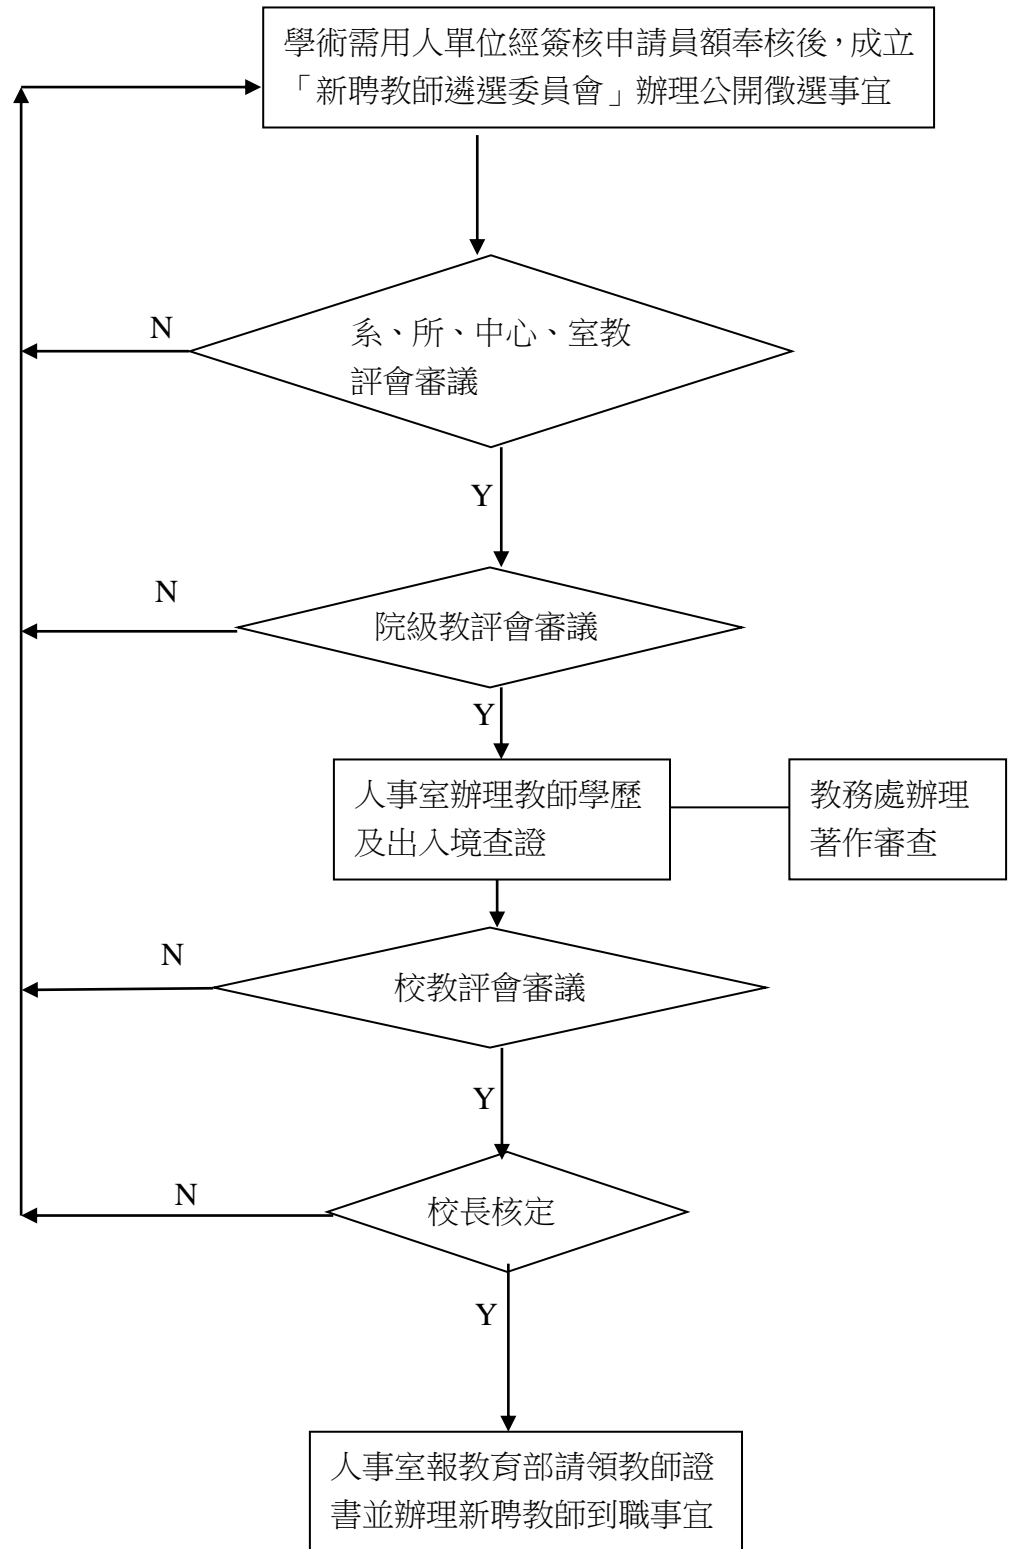 學術需用人單位經簽核申請員額奉核後，成立
「新聘教師遴選委員會」辦理公開徵選事宜
N
系、所、中心、室教
評會審議
Y
N
院級教評會審議
Y
人事室辦理教師學歷
及出入境查證
教務處辦理
著作審查
N
校教評會審議
Y
N
校長核定
Y
人事室報教育部請領教師證
書並辦理新聘教師到職事宜